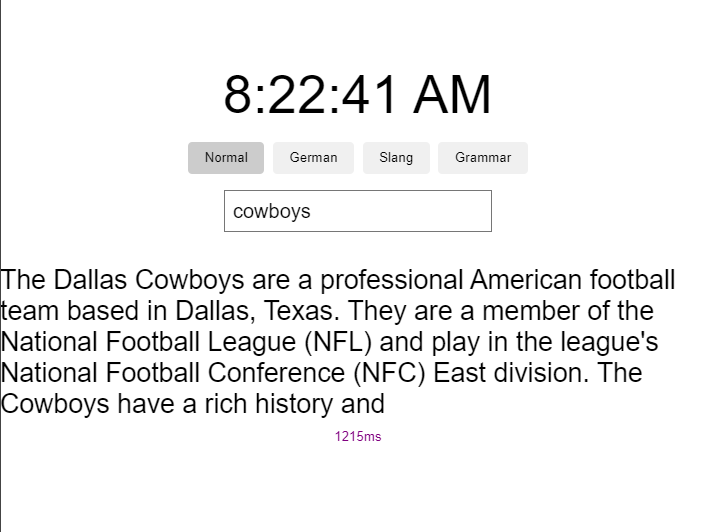 8:22:41 AM
Normal German Slang Grammar
cowboys
The Dallas Cowboys are a professional American football
team based in Dallas, Texas. They are a member of the
National Football League (NFL) and play in the league's
National Football Conference (NFC) East division. The
Cowboys have a rich history and
1215ms